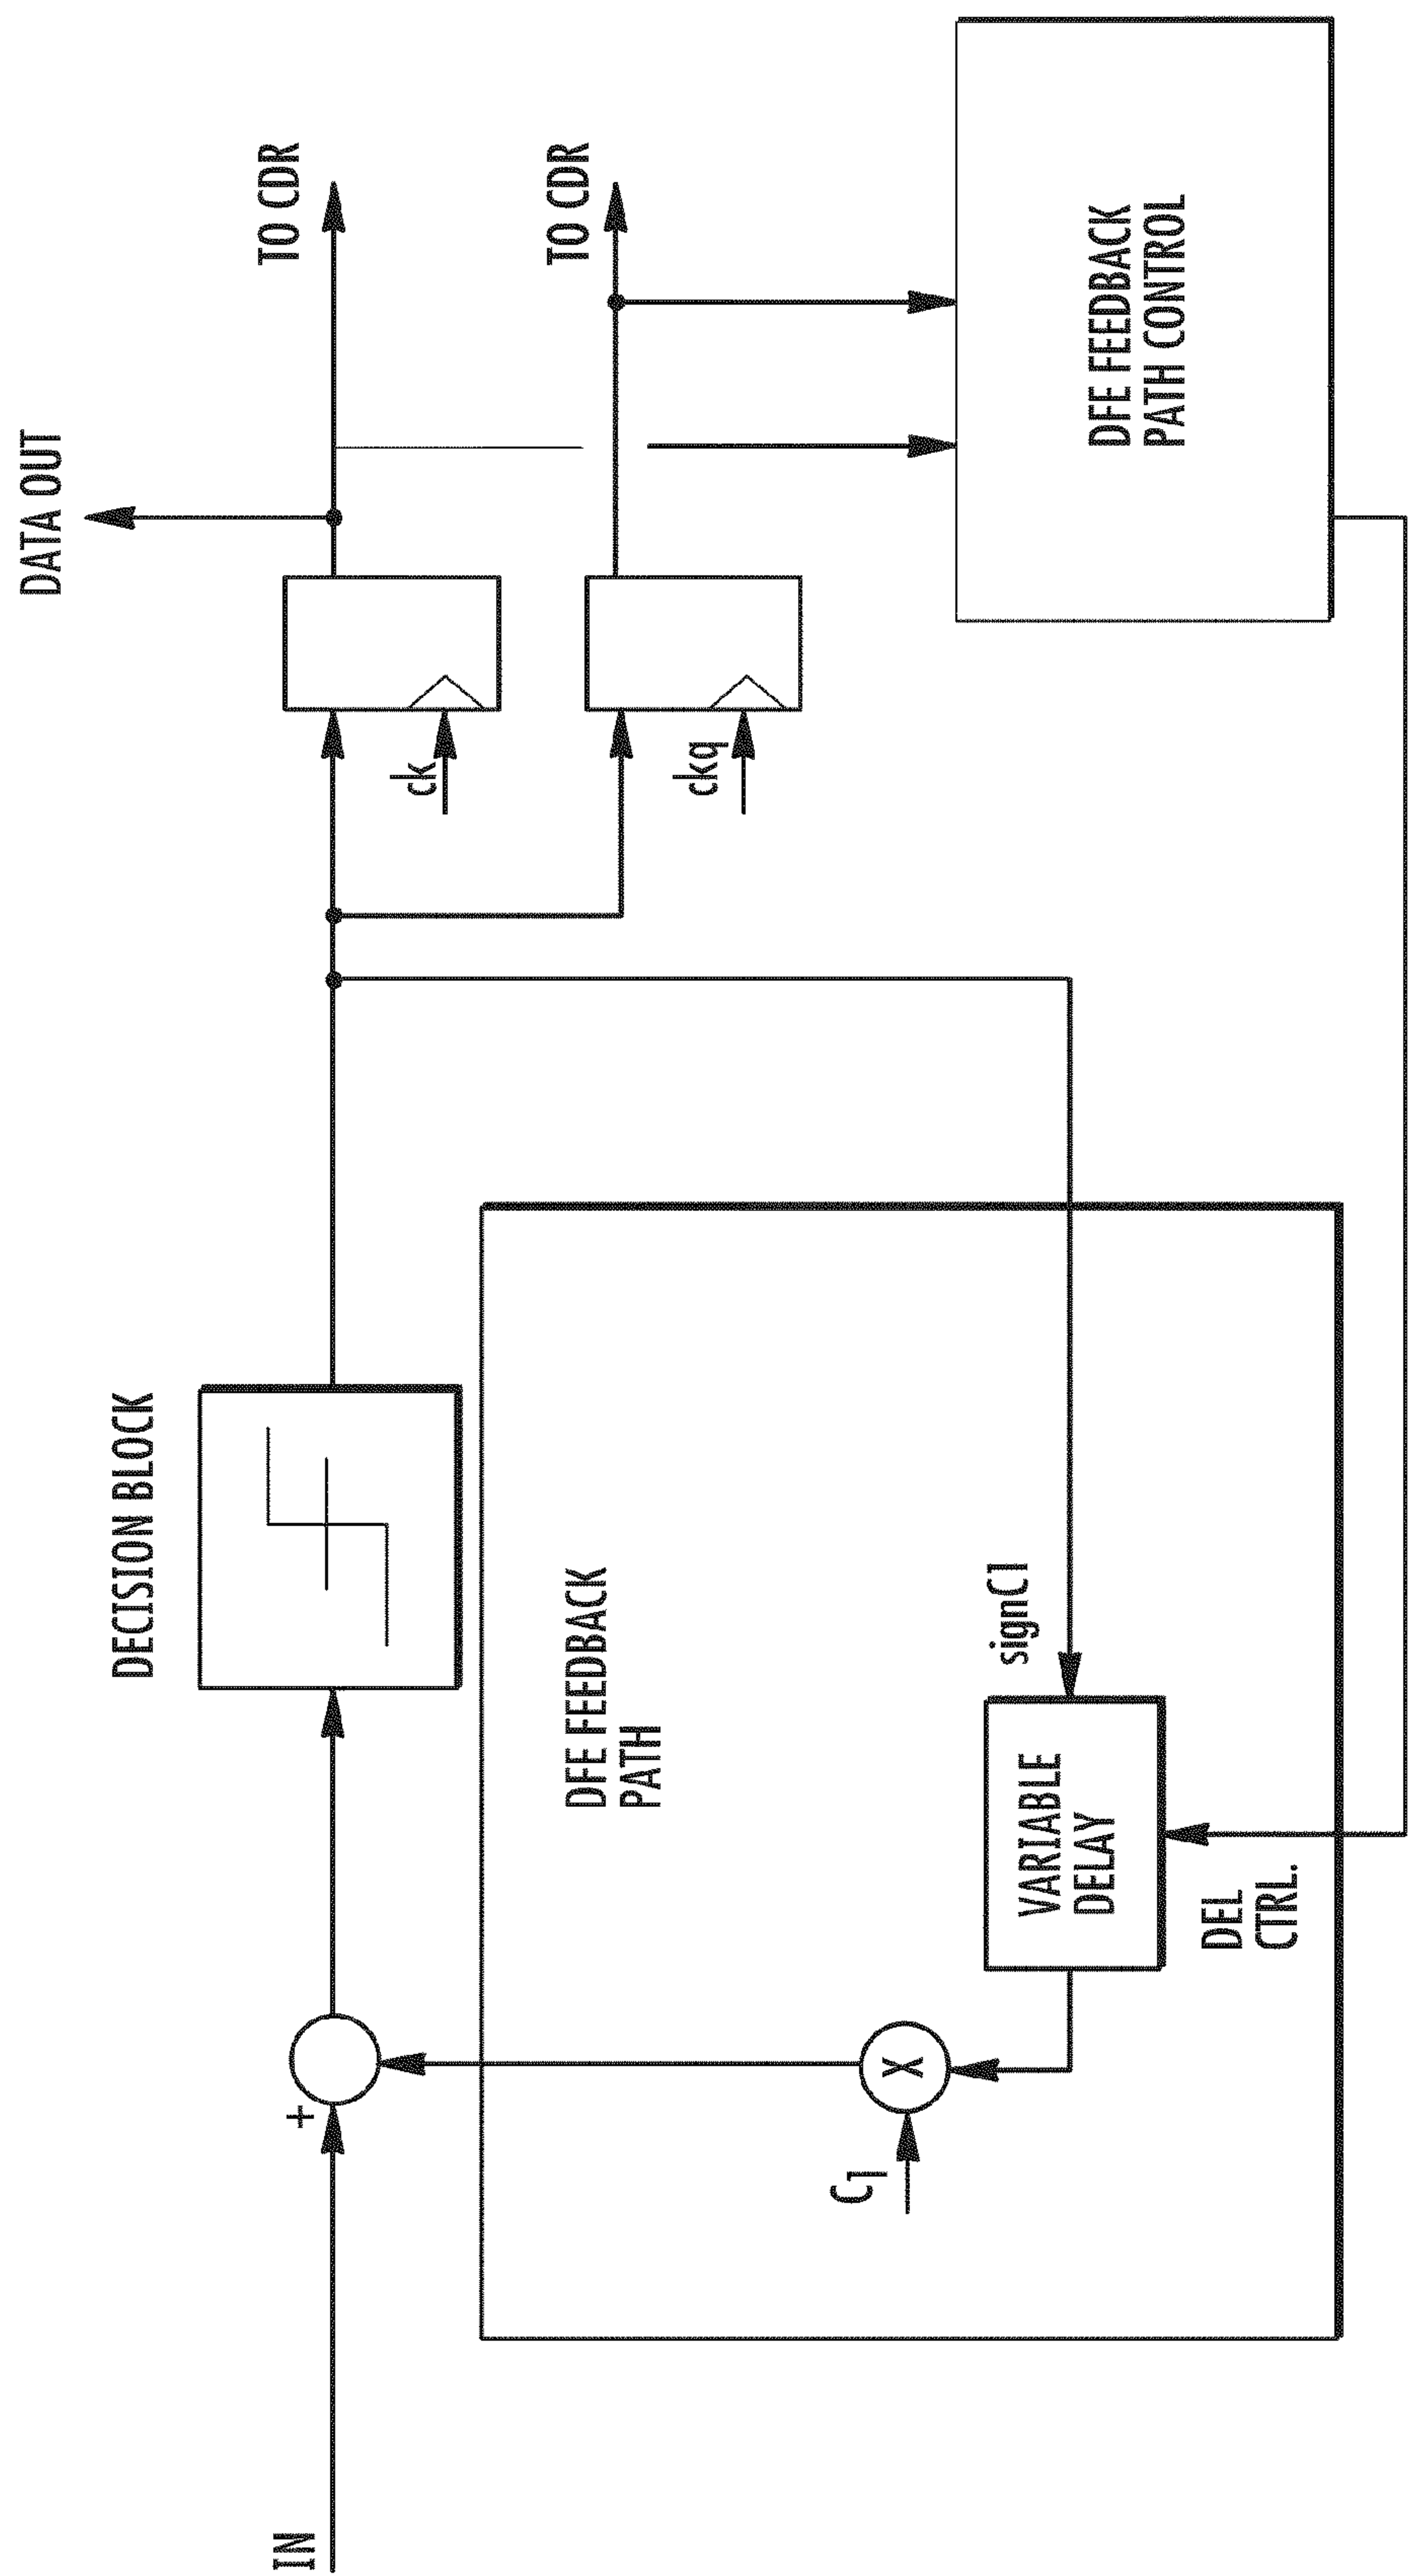 DATA OUT
TO CDR
TO CDR
DECISION BLOCK
ck
ckq
IN
+
DFE FEEDBACK
PATH
DFE FEEDBACK
PATH CONTROL
C1
X
signC1
VARIABLE
DELAY
DEL
CTRL.